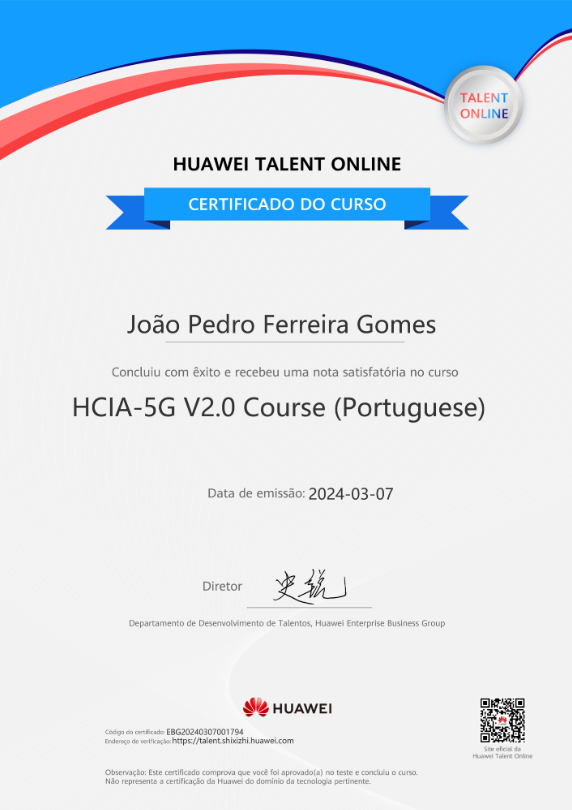 TALENT
ONLINE
HUAWEI TALENT ONLINE
CERTIFICADO DO CURSO
João Pedro Ferreira Gomes
Concluiu com êxito e recebeu uma nota satisfatória no curso
HCIA-5G V2.0 Course (Portuguese)
Data de emissão: 2024-03-07
Diretor
Departamento de Desenvolvimento de Talentos, Huawei Enterprise Business Group
HUAWEI
Código do certificado: EBG20240307001794
Endereço de verificação: https://talent.shixizhi.huawei.com
Site oficial da
Huawei Talent Online
Observação: Este certificado comprova que você foi aprovado(a) no teste e concluiu o curso.
Não representa a certificação da Huawei do domínio da tecnologia pertinente.